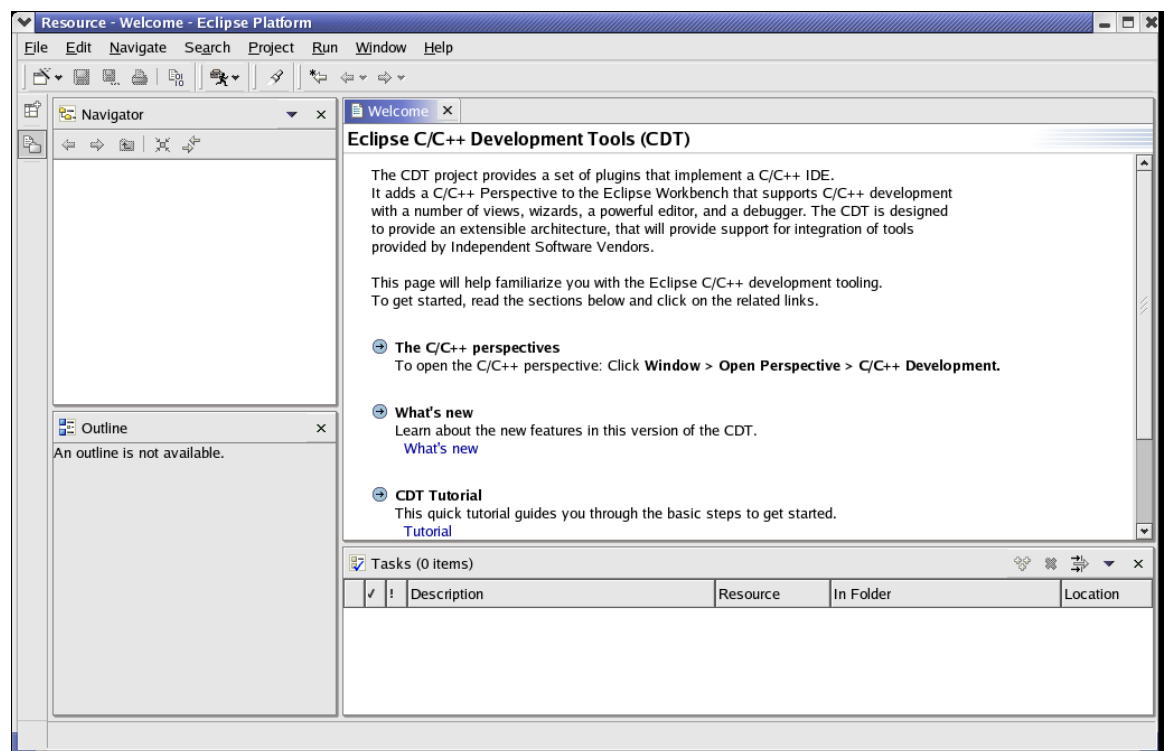 Resource - Welcome - Eclipse Platform
File Edit Navigate Search Project Run Window Help
Navigator
Welcome
Eclipse C/C++ Development Tools (CDT)
The CDT project provides a set of plugins that implement a C/C++ IDE.
It adds a C/C++ Perspective to the Eclipse Workbench that supports C/C++ development
with a number of views, wizards, a powerful editor, and a debugger. The CDT is designed
to provide an extensible architecture, that will provide support for integration of tools
provided by Independent Software Vendors.
This page will help familiarize you with the Eclipse C/C++ development tooling.
To get started, read the sections below and click on the related links.
The C/C++ perspectives
To open the C/C++ perspective: Click Window > Open Perspective > C/C++ Development.
What's new
Learn about the new features in this version of the CDT.
What's new
CDT Tutorial
This quick tutorial guides you through the basic steps to get started.
Tutorial
Outline
An outline is not available.
Tasks (0 items)
✓ ! Description Resource In Folder Location